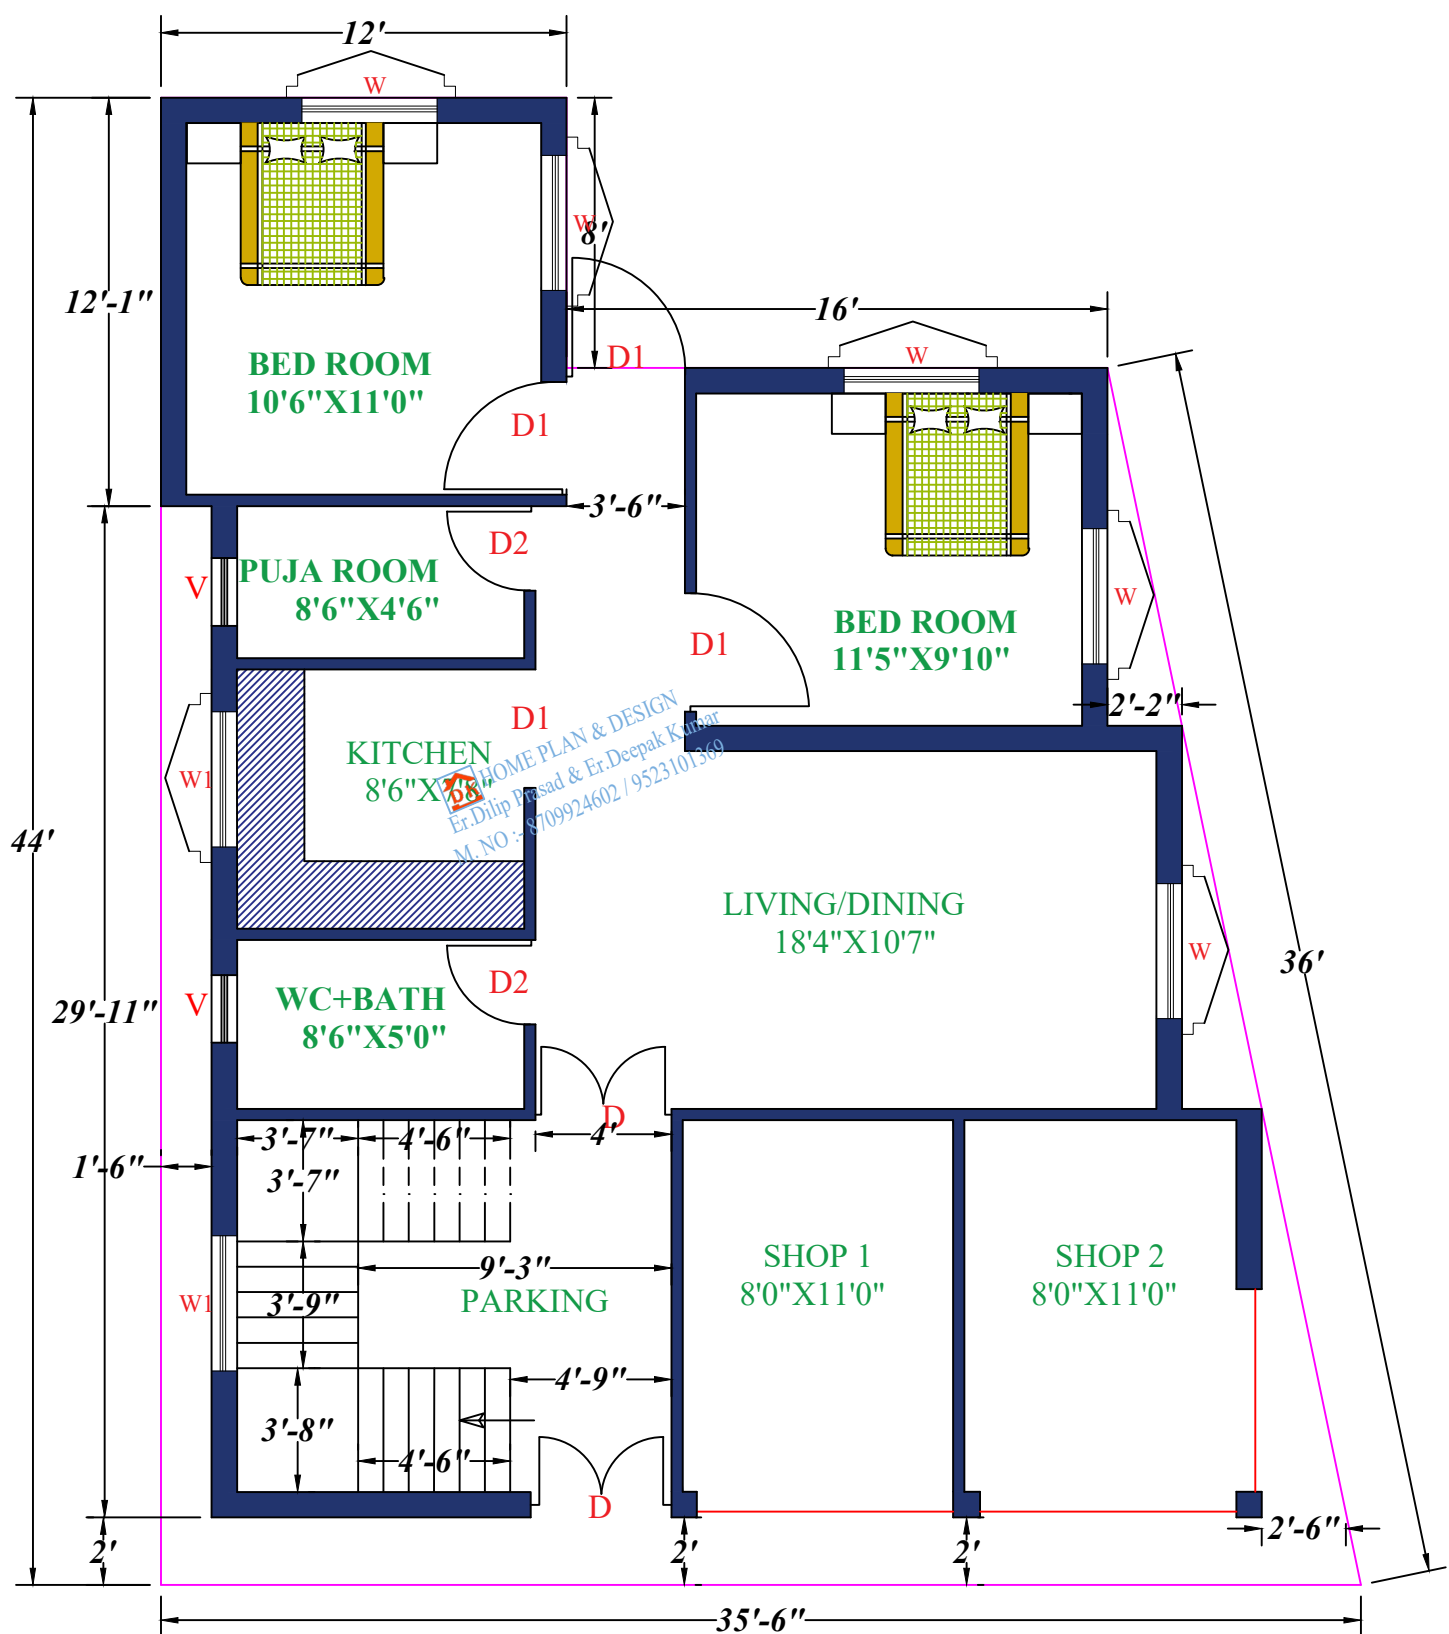 12'
W
W
8'
12'-1"
16'
BED ROOM
10'6"X11'0"
D1
W
D1
3'-6"
D2
PUJA ROOM
8'6"X4'6"
V
D1
BED ROOM
11'5"X9'10"
W
2'-2"
D1
KITCHEN
8'6"X7'8"
W1
HOME PLAN & DESIGN
Er.Dilip Prasad & Er.Deepak Kumar
M. NO :- 8709924602 / 9523101369
DK
44'
LIVING/DINING
18'4"X10'7"
W
36'
29'-11"
V
WC+BATH
8'6"X5'0"
D2
D
4'
3'-7"
4'-6"
1'-6"
3'-7"
9'-3"
SHOP 1
8'0"X11'0"
SHOP 2
8'0"X11'0"
W1
3'-9"
PARKING
4'-9"
3'-8"
4'-6"
D
2'
2'
2'
2'-6"
35'-6"